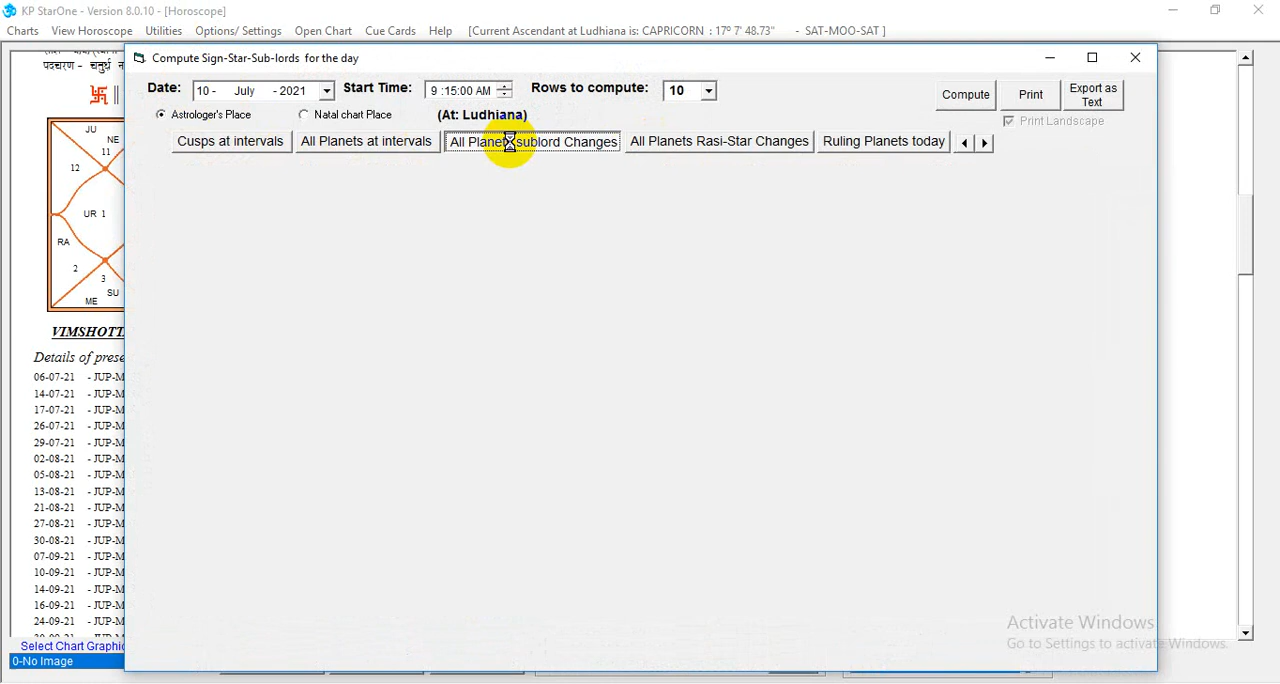 KP StarOne - Version 8.0.10 - [Horoscope]
Charts View Horoscope Utilities Options/ Settings Open Chart Cue Cards Help [Current Ascendant at Ludhiana is: CAPRICORN : 17° 7' 48.73" - SAT-MOO-SAT ]
Compute Sign-Star-Sub-lords for the day
पदचरण - चतुर्थ
Date: 10 - July - 2021 Start Time: 9 :15:00 AM Rows to compute: 10 Compute Print Export as Text
Astrologer's Place Natal chart Place (At: Ludhiana) Print Landscape
Cusps at intervals All Planets at intervals All Planets sublord Changes All Planets Rasi-Star Changes Ruling Planets today
JU
NE
11
12
UR 1
RA
2
3
SU
ME
VIMSHOTT
Details of prese
06-07-21 - JUP-M
14-07-21 - JUP-M
17-07-21 - JUP-M
26-07-21 - JUP-M
29-07-21 - JUP-M
02-08-21 - JUP-M
05-08-21 - JUP-M
13-08-21 - JUP-M
21-08-21 - JUP-M
27-08-21 - JUP-M
30-08-21 - JUP-M
07-09-21 - JUP-M
10-09-21 - JUP-M
14-09-21 - JUP-M
16-09-21 - JUP-M
24-09-21 - JUP-M
Select Chart Graphic
0-No Image
Activate Windows
Go to Settings to activate Windows.